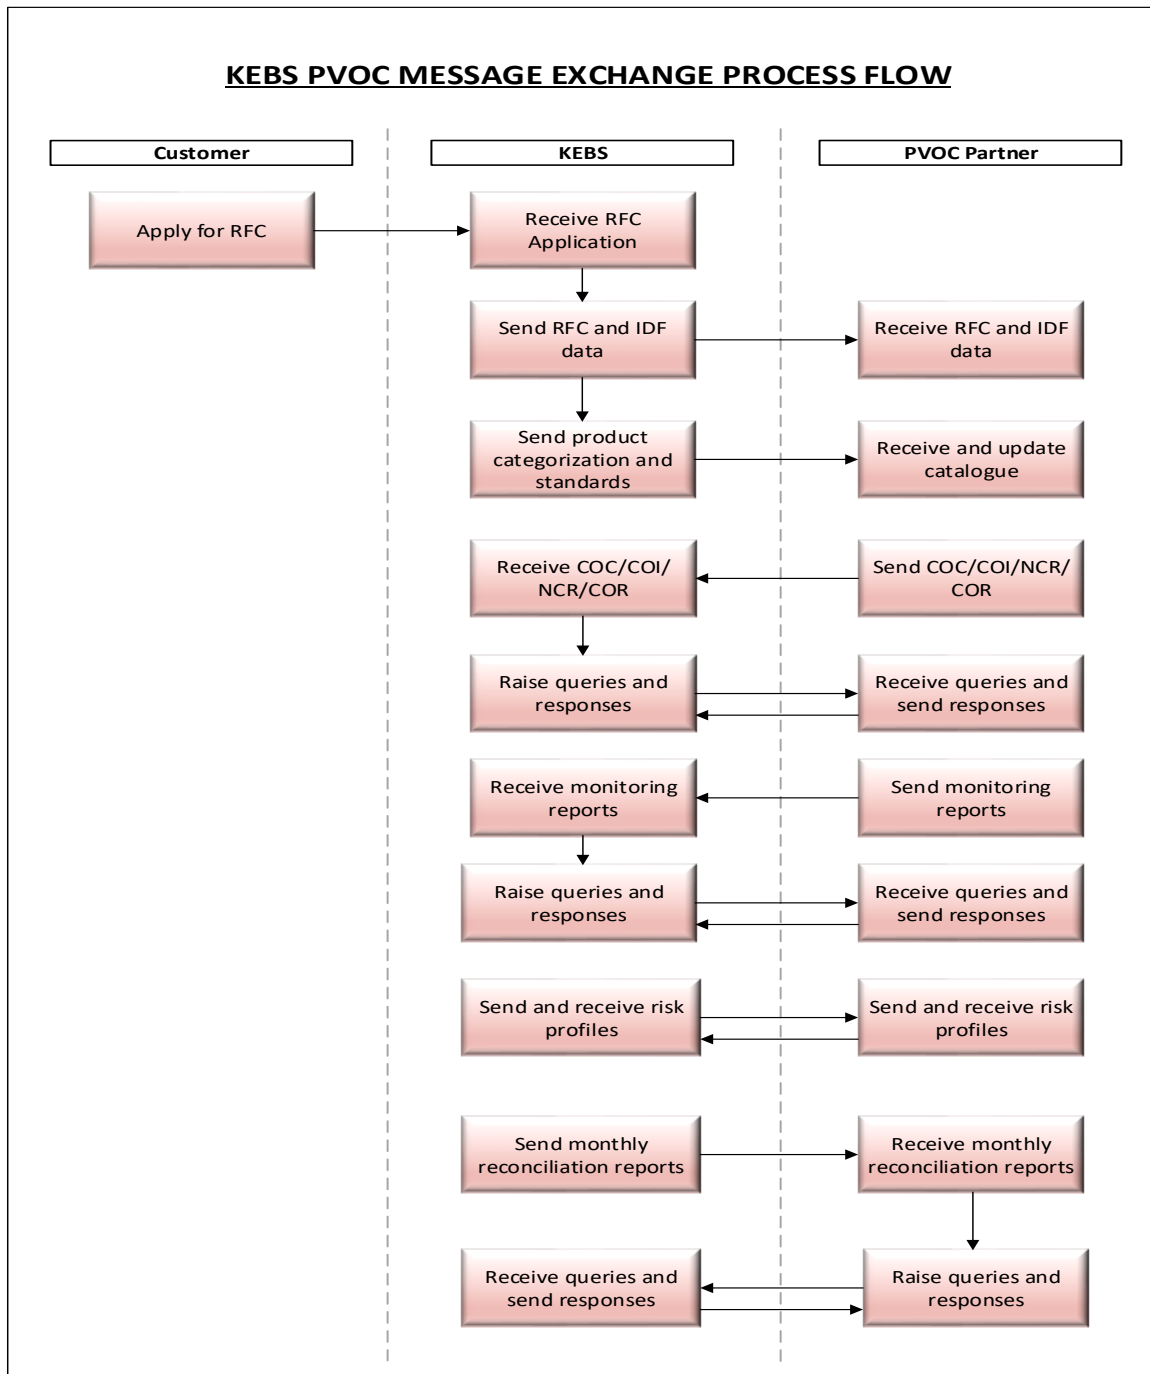 KEBS PVOC MESSAGE EXCHANGE PROCESS FLOW
Customer
KEBS
PVOC Partner
Apply for RFC
Receive RFC
Application
Send RFC and IDF
data
Receive RFC and IDF
data
Send product
categorization and
standards
Receive and update
catalogue
Receive COC/COI/
NCR/COR
Send COC/COI/NCR/
COR
Raise queries and
responses
Receive queries and
send responses
Receive monitoring
reports
Send monitoring
reports
Raise queries and
responses
Receive queries and
send responses
Send and receive risk
profiles
Send and receive risk
profiles
Send monthly
reconciliation reports
Receive monthly
reconciliation reports
Receive queries and
send responses
Raise queries and
responses